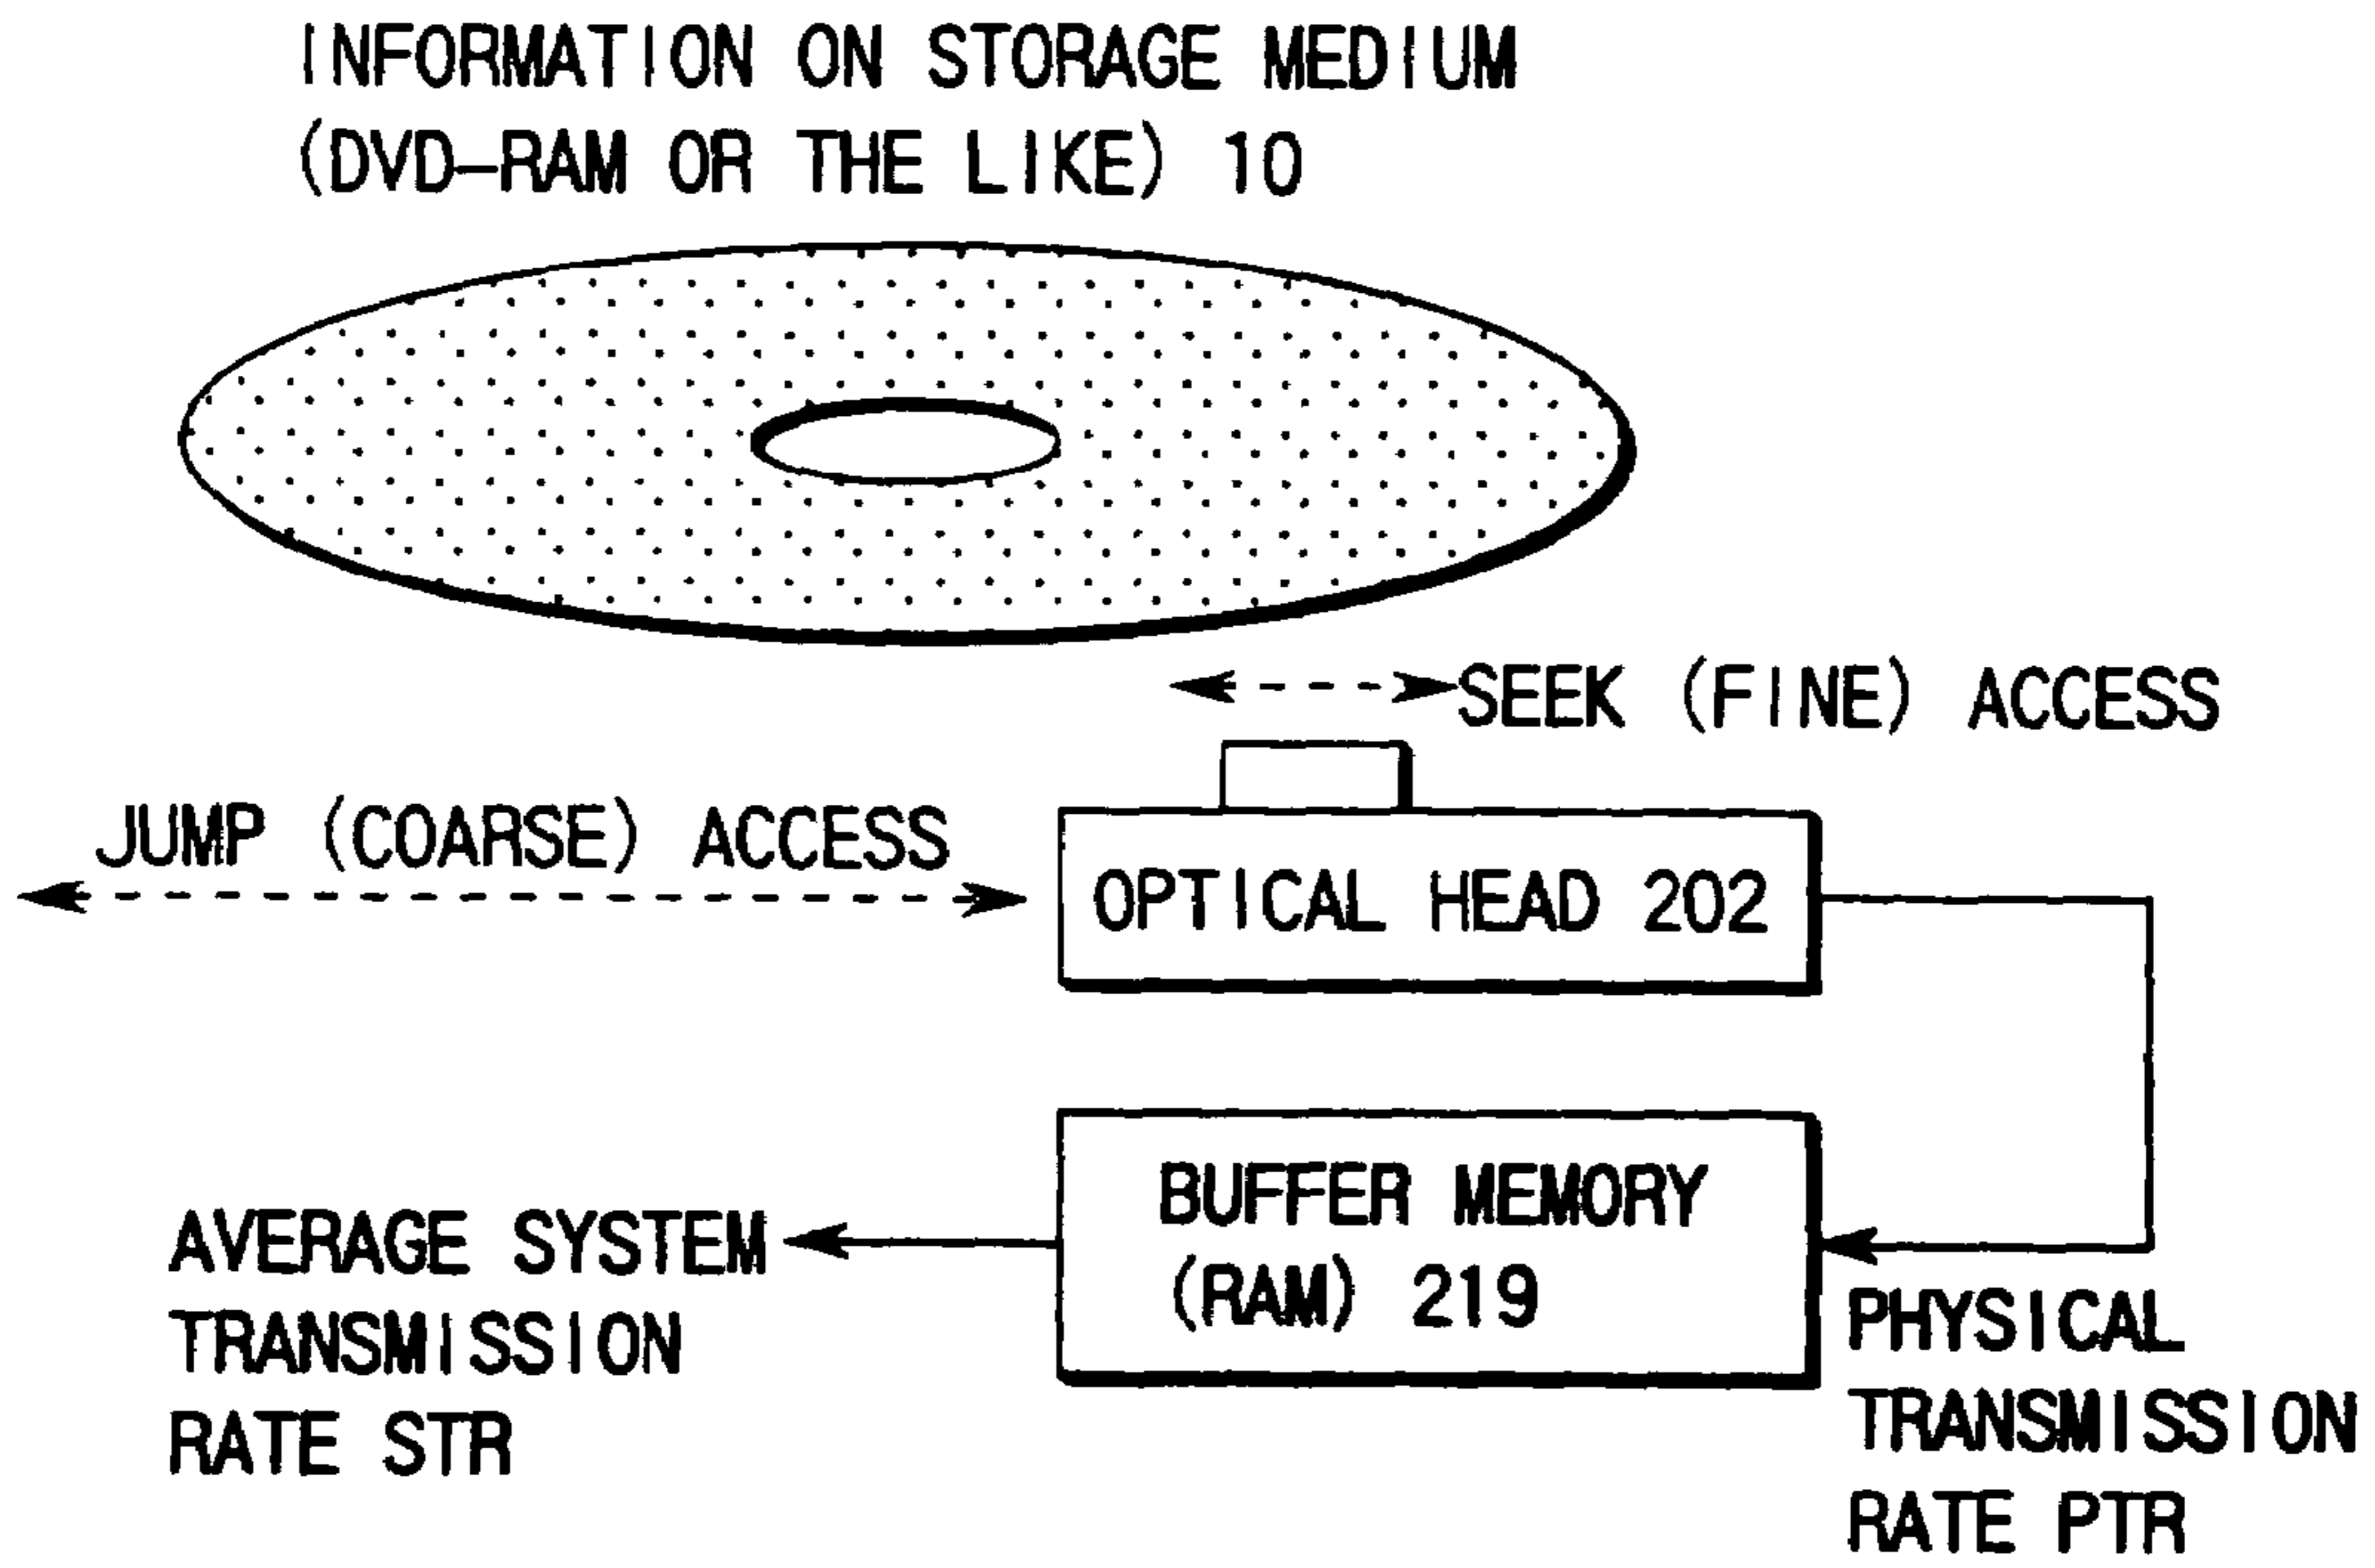 INFORMATION ON STORAGE MEDIUM
(DVD-RAM OR THE LIKE) 10
SEEK (FINE) ACCESS
JUMP (COARSE) ACCESS
OPTICAL HEAD 202
BUFFER MEMORY
(RAM) 219
AVERAGE SYSTEM
TRANSMISSION
RATE STR
PHYSICAL
TRANSMISSION
RATE PTR